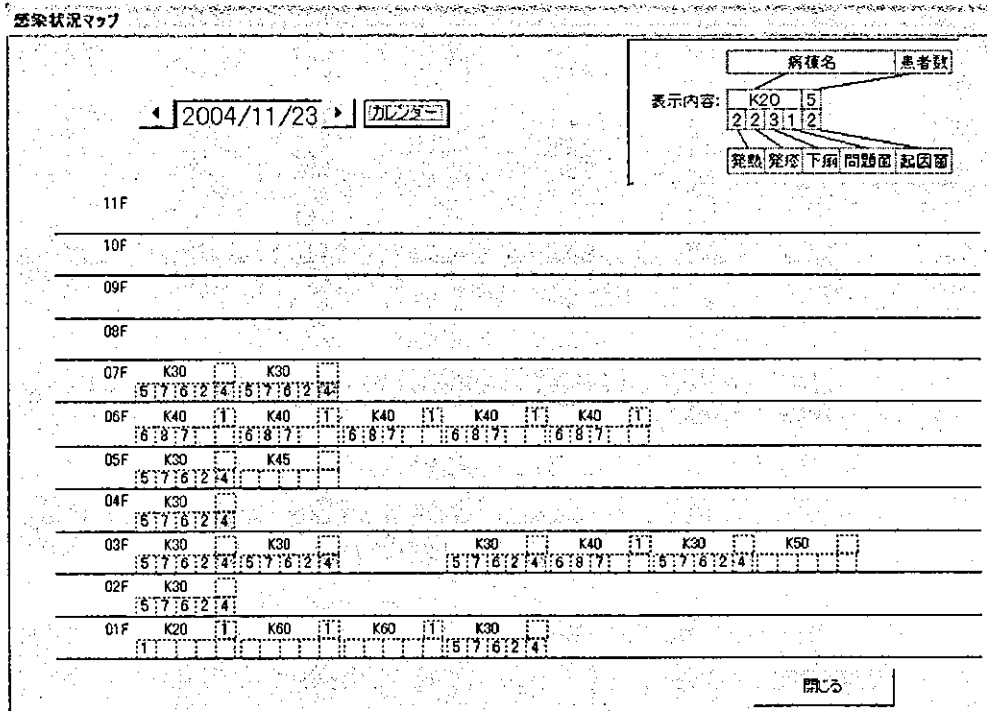 感染状況マップ
病棟名 患者数
表示内容: K20 5
2 2 3 1 2
発熱 発疹 下痢 問題菌 起因菌
2004/11/23 カレンダー
11F
10F
09F
08F
07F K30 K30
5 7 6 2 4 5 7 6 2 4
06F K40 1 K40 1 K40 1 K40 1 K40 1
6 8 7 6 8 7 6 8 7 6 8 7 6 8 7
05F K30 K45
5 7 6 2 4
04F K30
5 7 6 2 4
03F K30 K30 K30 K40 1 K30 K50
5 7 6 2 4 5 7 6 2 4 5 7 6 2 4 6 8 7 5 7 6 2 4
02F K30
5 7 6 2 4
01F K20 1 K60 1 K60 1 K30
1 5 7 6 2 4
閉じる